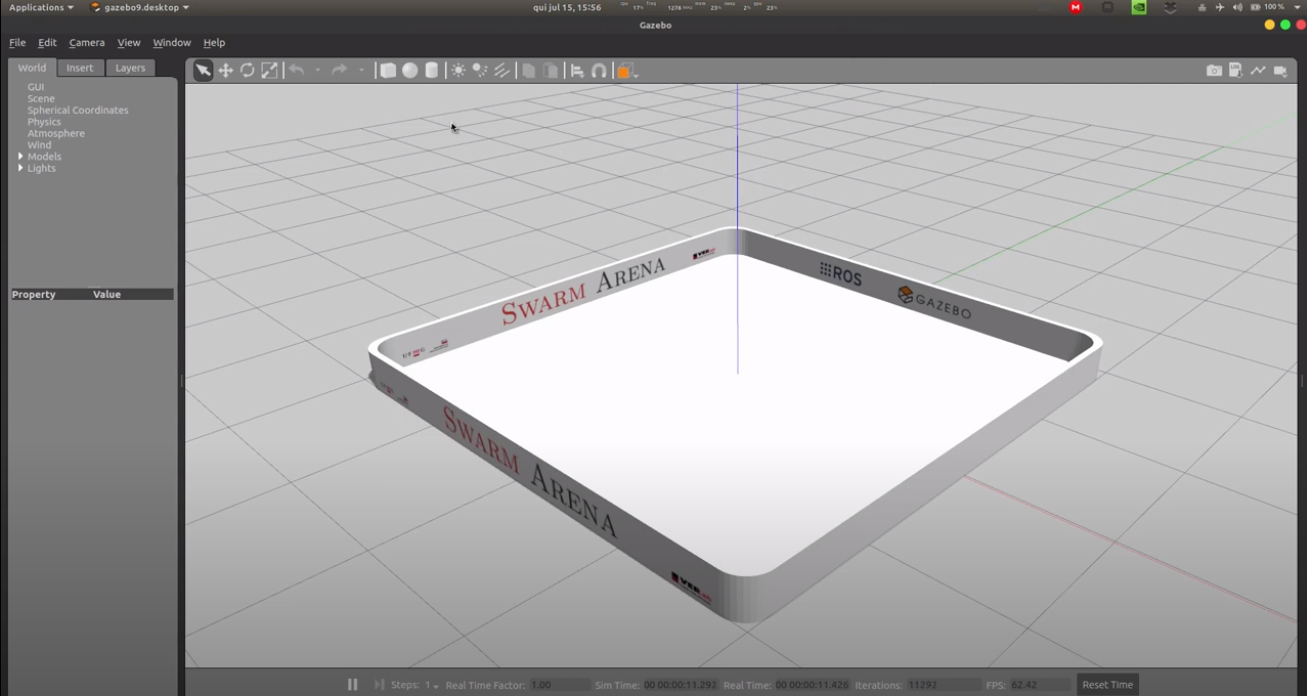 Applications gazebo9.desktop qui jul 15, 15:56 100 %
Gazebo
File Edit Camera View Window Help
World Insert Layers
GUI
Scene
Spherical Coordinates
Physics
Atmosphere
Wind
Models
Lights
Property Value
SWARM ARENA
ROS
GAZEBO
SWARM ARENA
Steps: 1 Real Time Factor: 1.00 Sim Time: 00 00:00:11.292 Real Time: 00 00:00:11.428 Iterations: 11292 FPS: 62.42 Reset Time